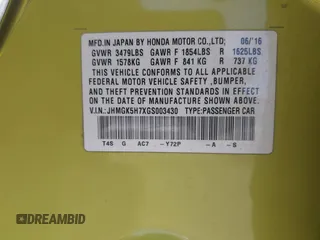 MFD. IN JAPAN BY HONDA MOTOR CO., LTD. 06/16
GVWR 3479LBS GAWR F 1854LBS R 1625LBS
GVWR 1578KG GAWR F 841 KG R 737 KG
THIS VEHICLE CONFORMS TO ALL APPLICABLE
FEDERAL MOTOR VEHICLE SAFETY, BUMPER,
AND THEFT PREVENTION STANDARDS IN EFFECT
ON THE DATE OF MANUFACTURE SHOWN ABOVE.
V.I.N.: JHMGK5H7XGS003430 TYPE:PASSENGER CAR
T4S G AC7 -Y72P -A -S
DREAMBID